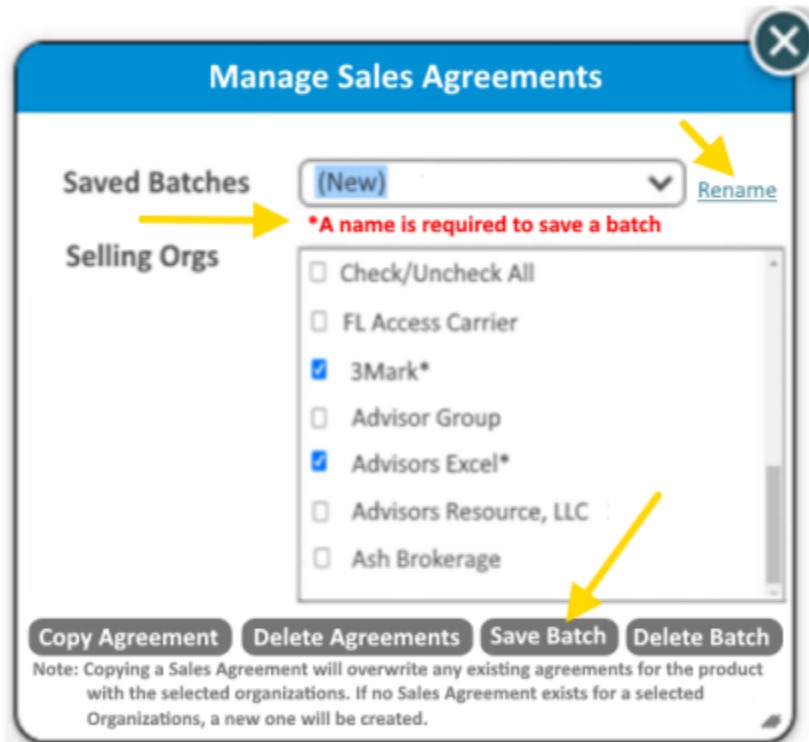 Manage Sales Agreements
Saved Batches
(New)
Rename
*A name is required to save a batch
Selling Orgs
Check/Uncheck All
FL Access Carrier
3Mark*
Advisor Group
Advisors Excel*
Advisors Resource, LLC
Ash Brokerage
Copy Agreement
Delete Agreements
Save Batch
Delete Batch
Note: Copying a Sales Agreement will overwrite any existing agreements for the product
with the selected organizations. If no Sales Agreement exists for a selected
Organizations, a new one will be created.